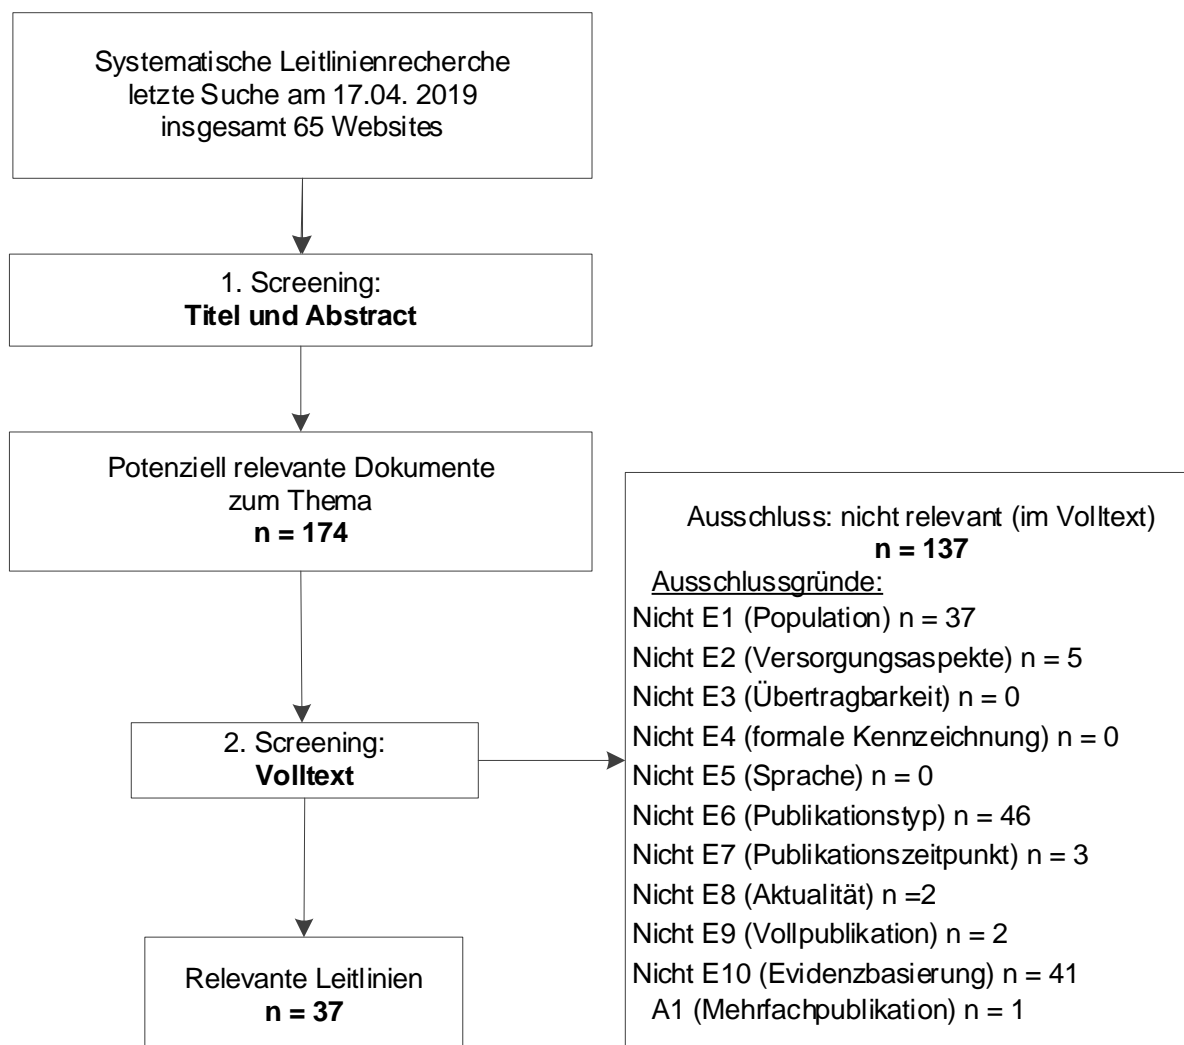 Systematische Leitlinienrecherche
letzte Suche am 17.04. 2019
insgesamt 65 Websites
1. Screening:
Titel und Abstract
Potenziell relevante Dokumente
zum Thema
n = 174
2. Screening:
Volltext
Ausschluss: nicht relevant (im Volltext)
n = 137
Ausschlussgründe:
Nicht E1 (Population) n = 37
Nicht E2 (Versorgungsaspekte) n = 5
Nicht E3 (Übertragbarkeit) n = 0
Nicht E4 (formale Kennzeichnung) n = 0
Nicht E5 (Sprache) n = 0
Nicht E6 (Publikationstyp) n = 46
Nicht E7 (Publikationszeitpunkt) n = 3
Nicht E8 (Aktualität) n =2
Nicht E9 (Vollpublikation) n = 2
Nicht E10 (Evidenzbasierung) n = 41
A1 (Mehrfachpublikation) n = 1
Relevante Leitlinien
n = 37